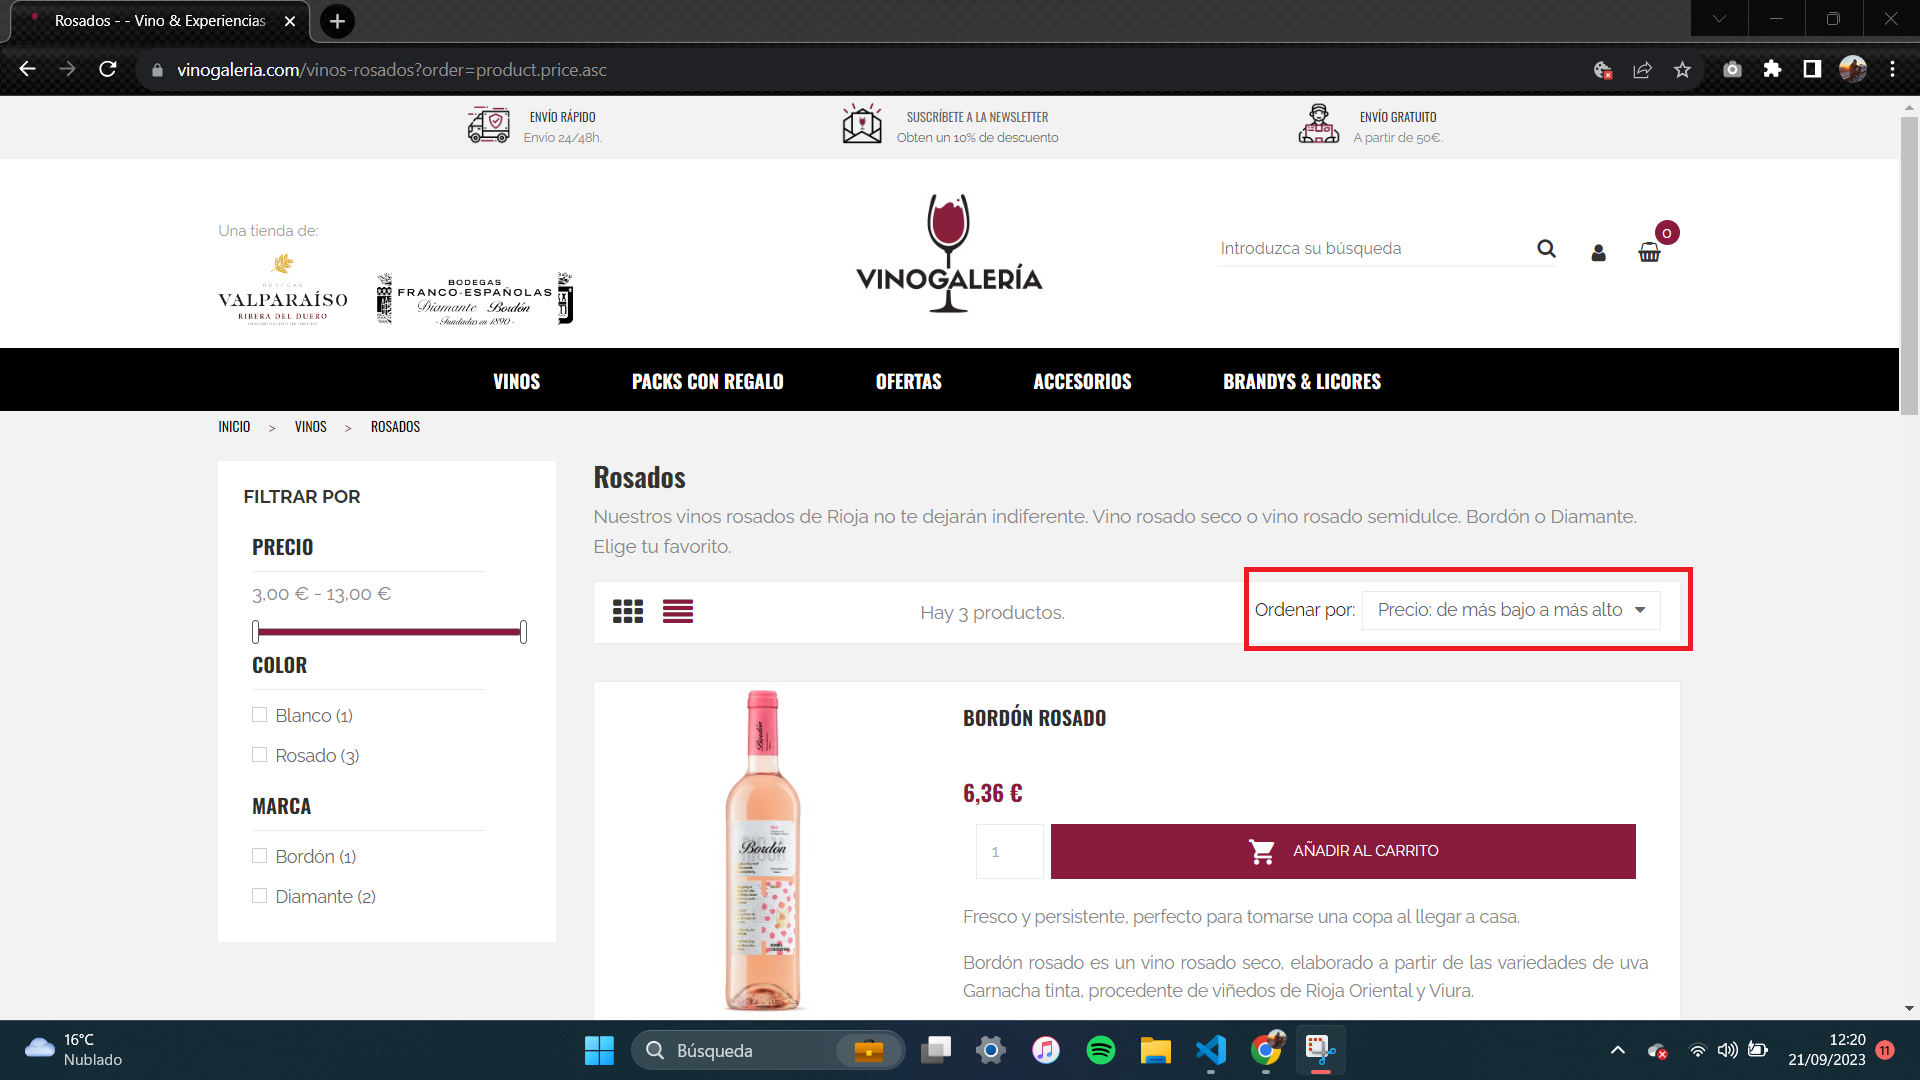 Rosados - - Vino & Experiencias
vinogaleria.com/vinos-rosados?order=product.price.asc
ENVÍO RÁPIDO
Envío 24/48h.
SUSCRÍBETE A LA NEWSLETTER
Obten un 10% de descuento
ENVÍO GRATUITO
A partir de 50€.
Una tienda de:
BODEGAS
VALPARAÍSO
RIBERA DEL DUERO
DENOMINACIÓN DE ORIGEN
BODEGAS
FRANCO-ESPAÑOLAS
Diamante Bordón
- Fundadas en 1890 -
VINOGALERÍA
Introduzca su búsqueda
0
VINOS
PACKS CON REGALO
OFERTAS
ACCESORIOS
BRANDYS & LICORES
INICIO > VINOS > ROSADOS
FILTRAR POR
PRECIO
3,00 € - 13,00 €
COLOR
Blanco (1)
Rosado (3)
MARCA
Bordón (1)
Diamante (2)
Rosados
Nuestros vinos rosados de Rioja no te dejarán indiferente. Vino rosado seco o vino rosado semidulce. Bordón o Diamante.
Elige tu favorito.
Hay 3 productos.
Ordenar por: Precio: de más bajo a más alto
Bordón
RIOJA
Bordón
BORDÓN ROSADO
6,36 €
1
AÑADIR AL CARRITO
Fresco y persistente, perfecto para tomarse una copa al llegar a casa.
Bordón rosado es un vino rosado seco, elaborado a partir de las variedades de uva
Garnacha tinta, procedente de viñedos de Rioja Oriental y Viura.
16°C
Nublado
Búsqueda
12:20
21/09/2023
11